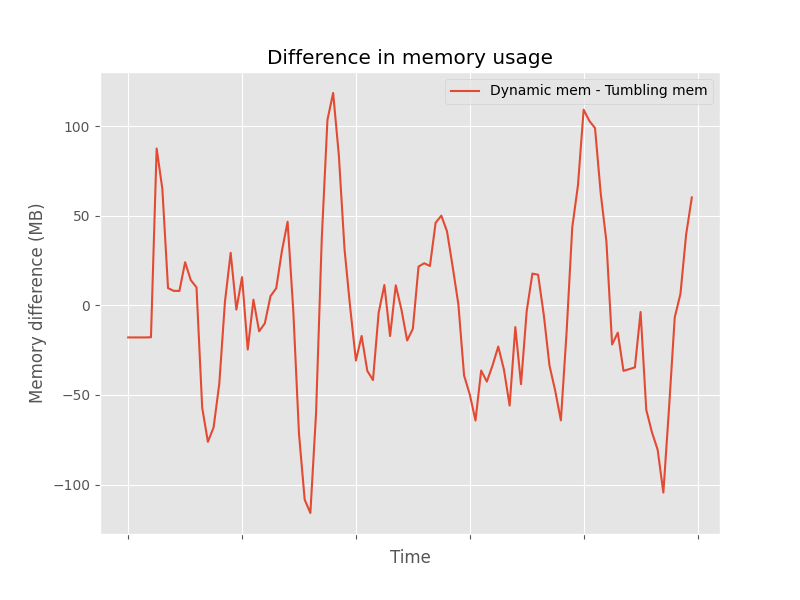 Difference in memory usage
Dynamic mem - Tumbling mem
100
50
0
−50
−100
Memory difference (MB)
Time